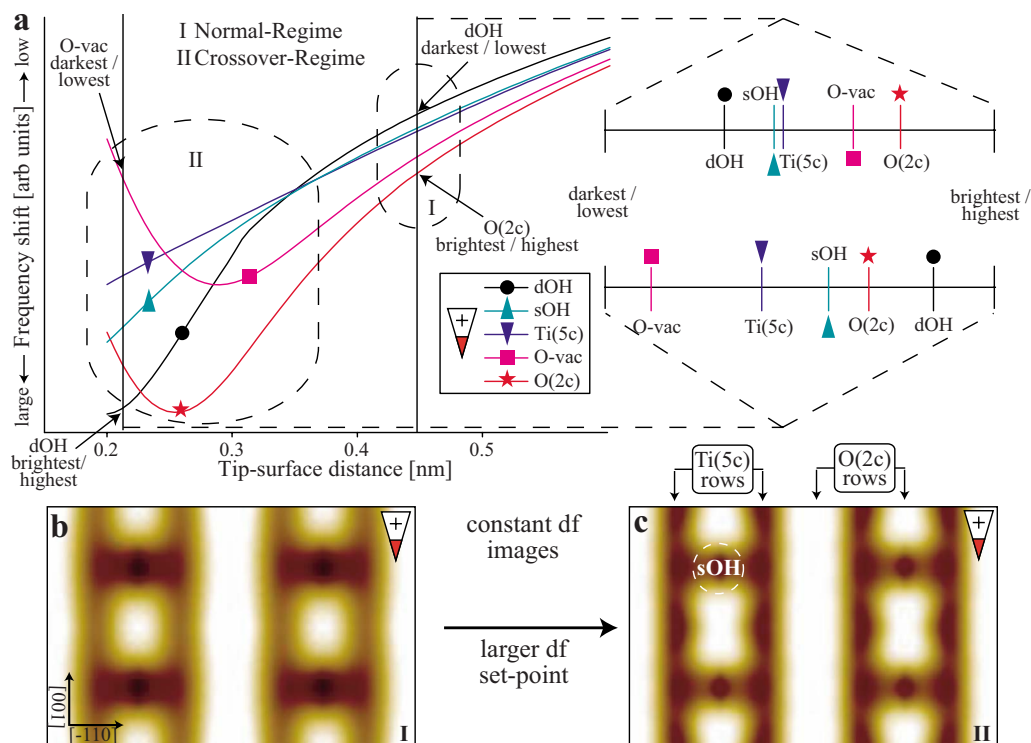 a
large ← Frequency shift [arb units] → low
O-vac
darkest /
lowest
I Normal-Regime
II Crossover-Regime
dOH
darkest / lowest
II
I
O(2c)
brightest / highest
+
dOH
sOH
Ti(5c)
O-vac
O(2c)
dOH
brightest/
highest
0.2
0.3
0.4
0.5
Tip-surface distance [nm]
sOH
O-vac
dOH
Ti(5c)
O(2c)
darkest /
lowest
brightest /
highest
sOH
O-vac
Ti(5c)
O(2c)
dOH
b
+
[100]
[-110]
I
constant df
images
larger df
set-point
Ti(5c)
rows
O(2c)
rows
c
+
sOH
II